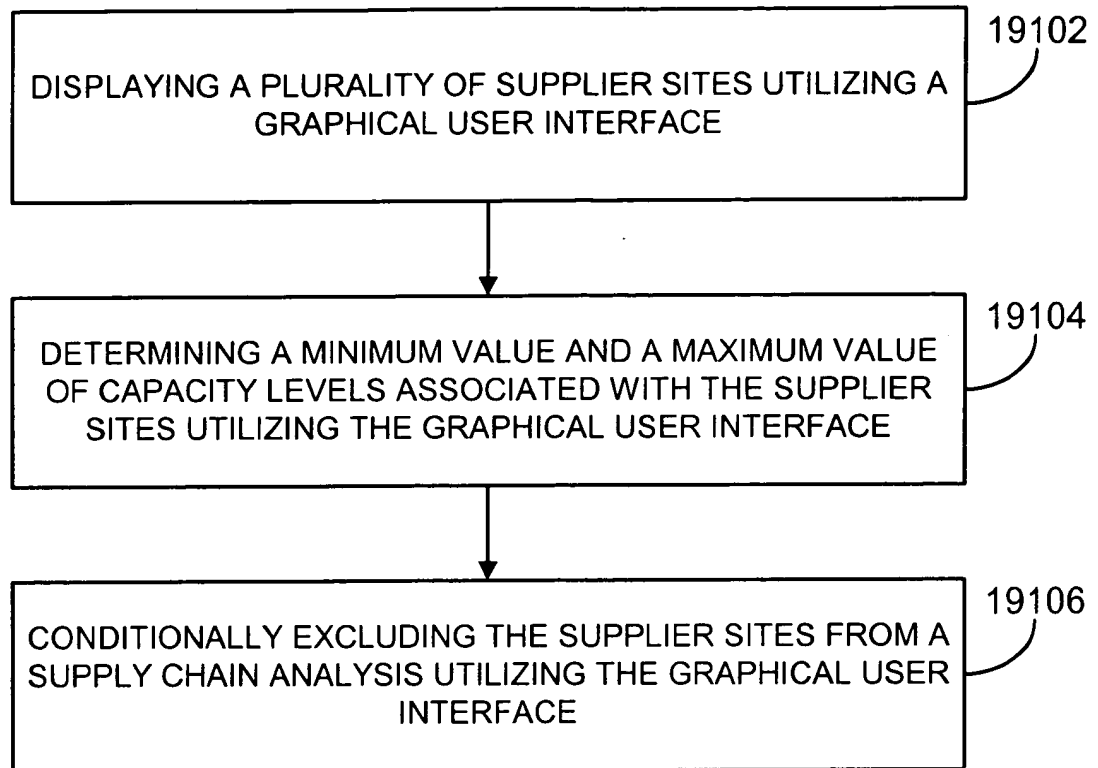 19102
DISPLAYING A PLURALITY OF SUPPLIER SITES UTILIZING A
GRAPHICAL USER INTERFACE
19104
DETERMINING A MINIMUM VALUE AND A MAXIMUM VALUE
OF CAPACITY LEVELS ASSOCIATED WITH THE SUPPLIER
SITES UTILIZING THE GRAPHICAL USER INTERFACE
19106
CONDITIONALLY EXCLUDING THE SUPPLIER SITES FROM A
SUPPLY CHAIN ANALYSIS UTILIZING THE GRAPHICAL USER
INTERFACE